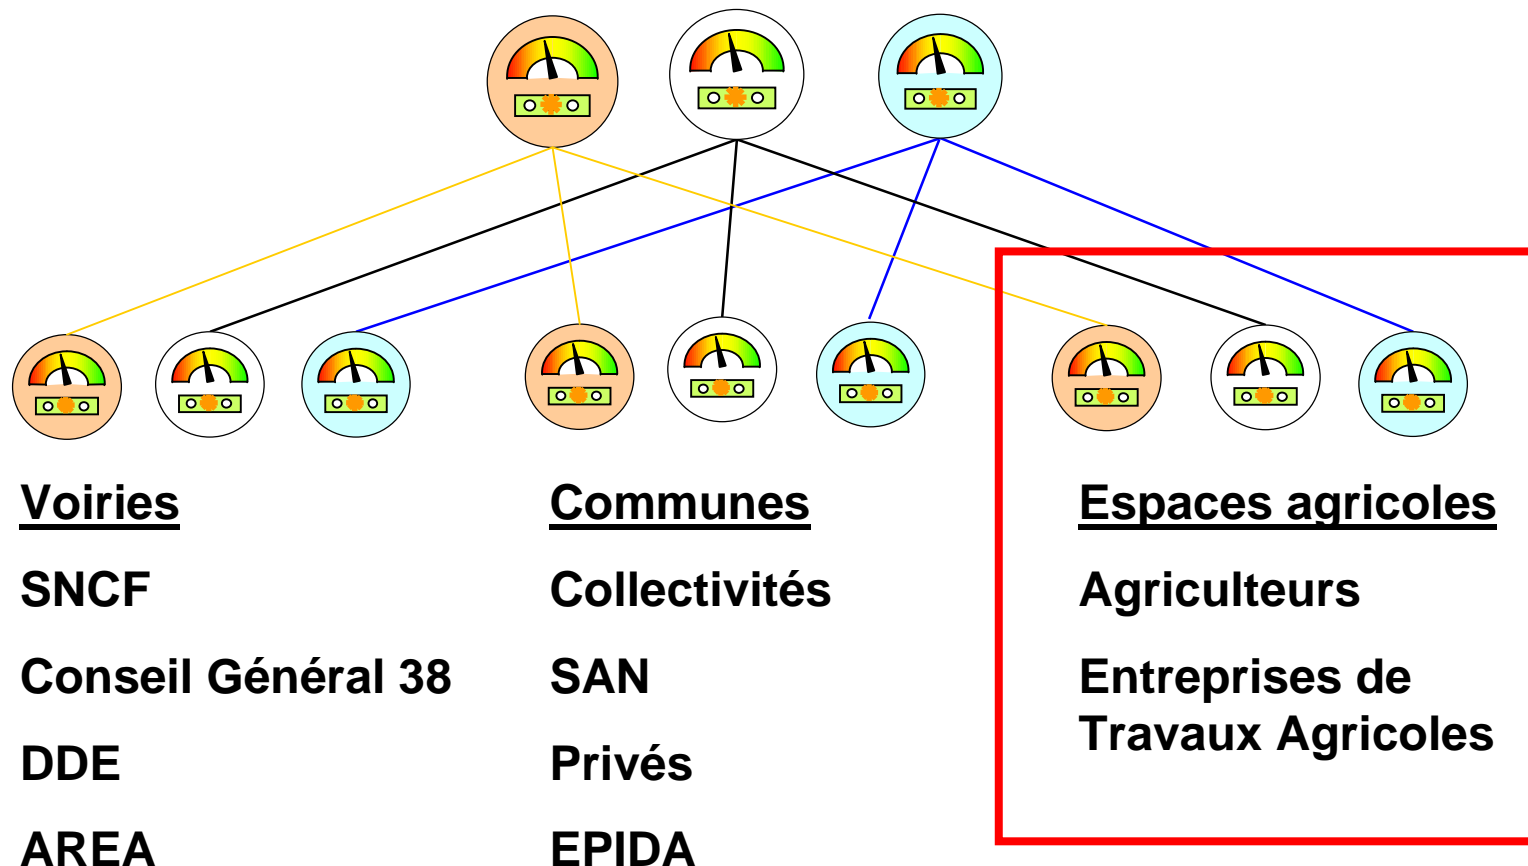 Voiries
SNCF
Conseil Général 38
DDE
AREA
Communes
Collectivités
SAN
Privés
EPIDA
Espaces agricoles
Agriculteurs
Entreprises de
Travaux Agricoles